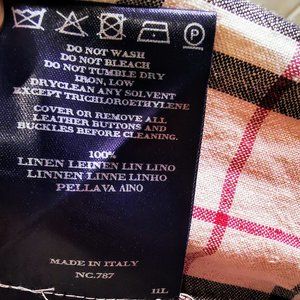 P
DO NOT WASH
DO NOT BLEACH
DO NOT TUMBLE DRY
IRON, LOW
DRYCLEAN ANY SOLVENT
EXCEPT TRICHLOROETHYLENE
COVER OR REMOVE ALL
LEATHER BUTTONS AND
BUCKLES BEFORE CLEANING.
100%
LINEN LEINEN LIN LINO
LINNEN LINNE LINHO
PELLAVA ΛΙΝΟ
MADE IN ITALY
NC.787
11L